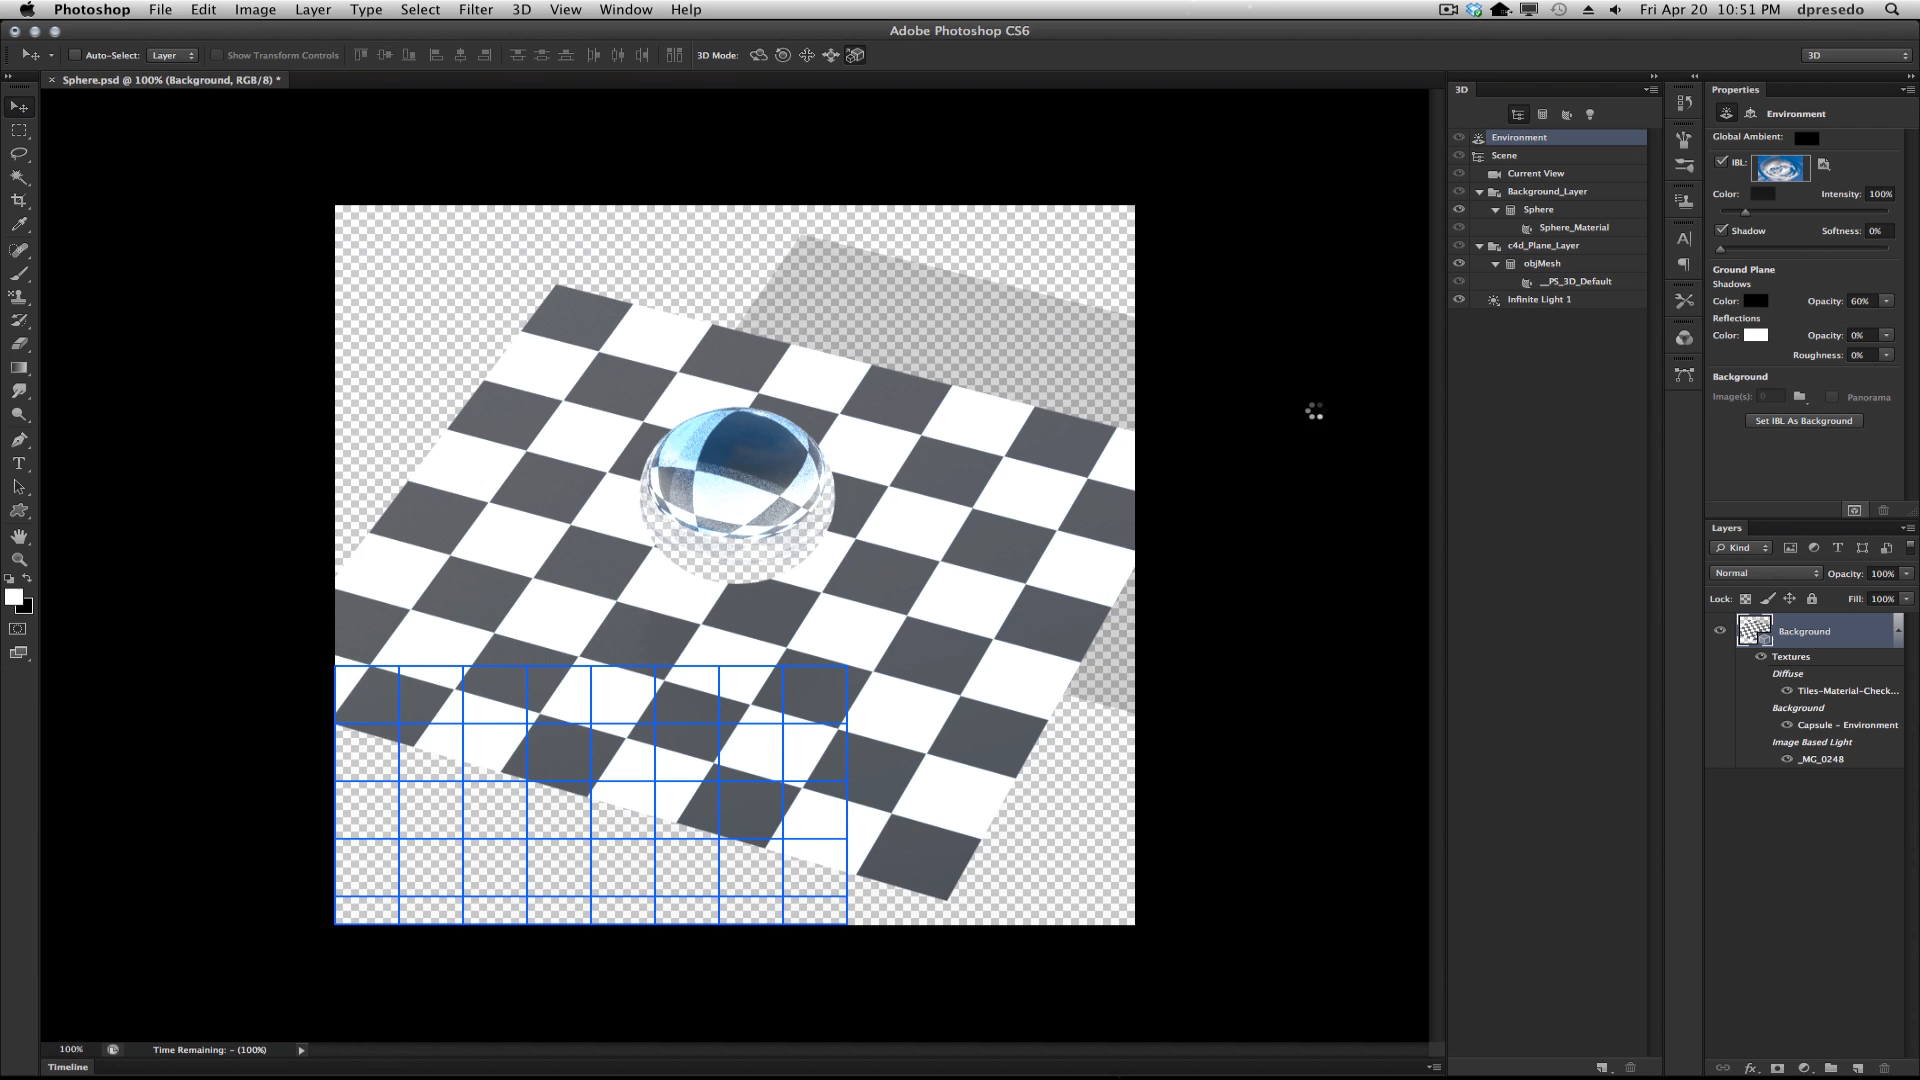 Photoshop File Edit Image Layer Type Select Filter 3D View Window Help Fri Apr 20 10:51 PM dpresedo
Adobe Photoshop CS6
Auto-Select: Layer Show Transform Controls 3D Mode: 3D
× Sphere.psd @ 100% (Background, RGB/8) *
3D
Environment
Scene
Current View
Background_Layer
Sphere
Sphere_Material
c4d_Plane_Layer
objMesh
__PS_3D_Default
Infinite Light 1
Properties
Environment
Global Ambient:
IBL:
Color: Intensity: 100%
Shadow Softness: 0%
Ground Plane
Shadows
Color: Opacity: 60%
Reflections
Color: Opacity: 0%
Roughness: 0%
Background
Image(s): 0 Panorama
Set IBL As Background
Layers
Kind
Normal Opacity: 100%
Lock: Fill: 100%
Background
Textures
Diffuse
Tiles-Material-Check...
Background
Capsule - Environment
Image Based Light
_MG_0248
100% Time Remaining: - (100%)
Timeline